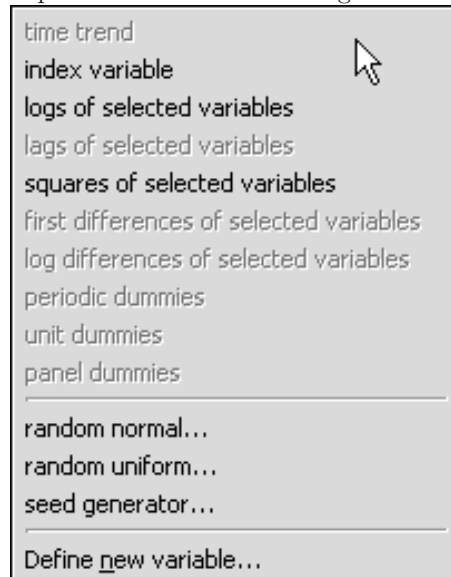 time trend
index variable
logs of selected variables
lags of selected variables
squares of selected variables
first differences of selected variables
log differences of selected variables
periodic dummies
unit dummies
panel dummies
random normal...
random uniform...
seed generator...
Define new variable...